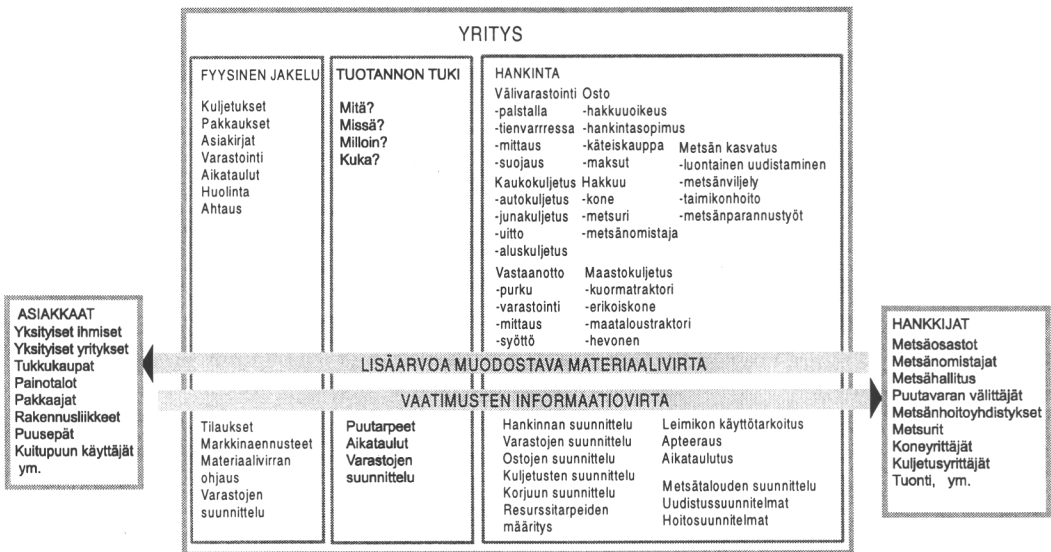 YRITYS
FYYSINEN JAKELU
Kuljetukset
Pakkaukset
Asiakirjat
Varastointi
Aikataulut
Huolinta
Ahtaus
TUOTANNON TUKI
Mitä?
Missä?
Milloin?
Kuka?
HANKINTA
Välivarastointi
-palstalla
-tienvarrressa
-mittaus
-suojaus
Kaukokuljetus
-autokuljetus
-junakuljetus
-uitto
-aluskuljetus
Vastaanotto
-purku
-varastointi
-mittaus
-syöttö
Osto
-hakkuuoikeus
-hankintasopimus
-käteiskauppa
-maksut
Hakkuu
-kone
-metsuri
-metsänomistaja
Maastokuljetus
-kuormatraktori
-erikoiskone
-maataloustraktori
-hevonen
Metsän kasvatus
-luontainen uudistaminen
-metsänviljely
-taimikonhoito
-metsänparannustyöt
ASIAKKAAT
Yksityiset ihmiset
Yksityiset yritykset
Tukkukaupat
Painotalot
Pakkaajat
Rakennusliikkeet
Puusepät
Kuitupuun käyttäjät
ym.
LISÄARVOA MUODOSTAVA MATERIAALIVIRTA
VAATIMUSTEN INFORMAATIOVIRTA
HANKKIJAT
Metsäosastot
Metsänomistajat
Metsähallitus
Puutavaran välittäjät
Metsänhoitoyhdistykset
Metsurit
Koneyrittäjät
Kuljetusyrittäjät
Tuonti, ym.
Tilaukset
Markkinaennusteet
Materiaalivirran
ohjaus
Varastojen
suunnittelu
Puutarpeet
Aikataulut
Varastojen
suunnittelu
Hankinnan suunnittelu
Varastojen suunnittelu
Ostojen suunnittelu
Kuljetusten suunnittelu
Korjuun suunnittelu
Resurssitarpeiden
määritys
Leimikon käyttötarkoitus
Apteeraus
Aikataulutus
Metsätalouden suunnittelu
Uudistussuunnitelmat
Hoitosuunnitelmat